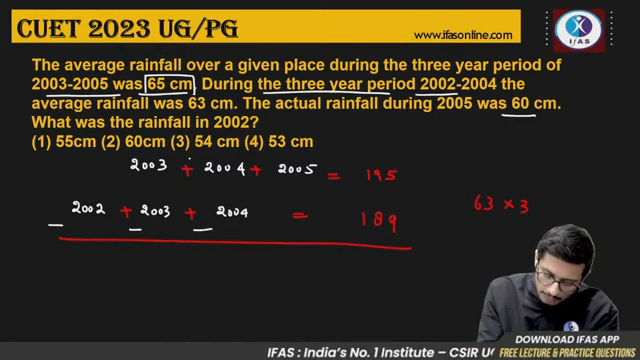 CUET 2023 UG/PG
www.ifasonline.com
iFAS
The average rainfall over a given place during the three year period of
2003-2005 was 65 cm. During the three year period 2002-2004 the
average rainfall was 63 cm. The actual rainfall during 2005 was 60 cm.
What was the rainfall in 2002?
(1) 55cm (2) 60cm (3) 54 cm (4) 53 cm
2003 + 2004 + 2005 = 195
2002 + 2003 + 2004 = 189
63 × 3
DOWNLOAD IFAS APP
IFAS : India's No. 1 Institute – CSIR
FREE LECTURE & PRACTICE QUESTIONS